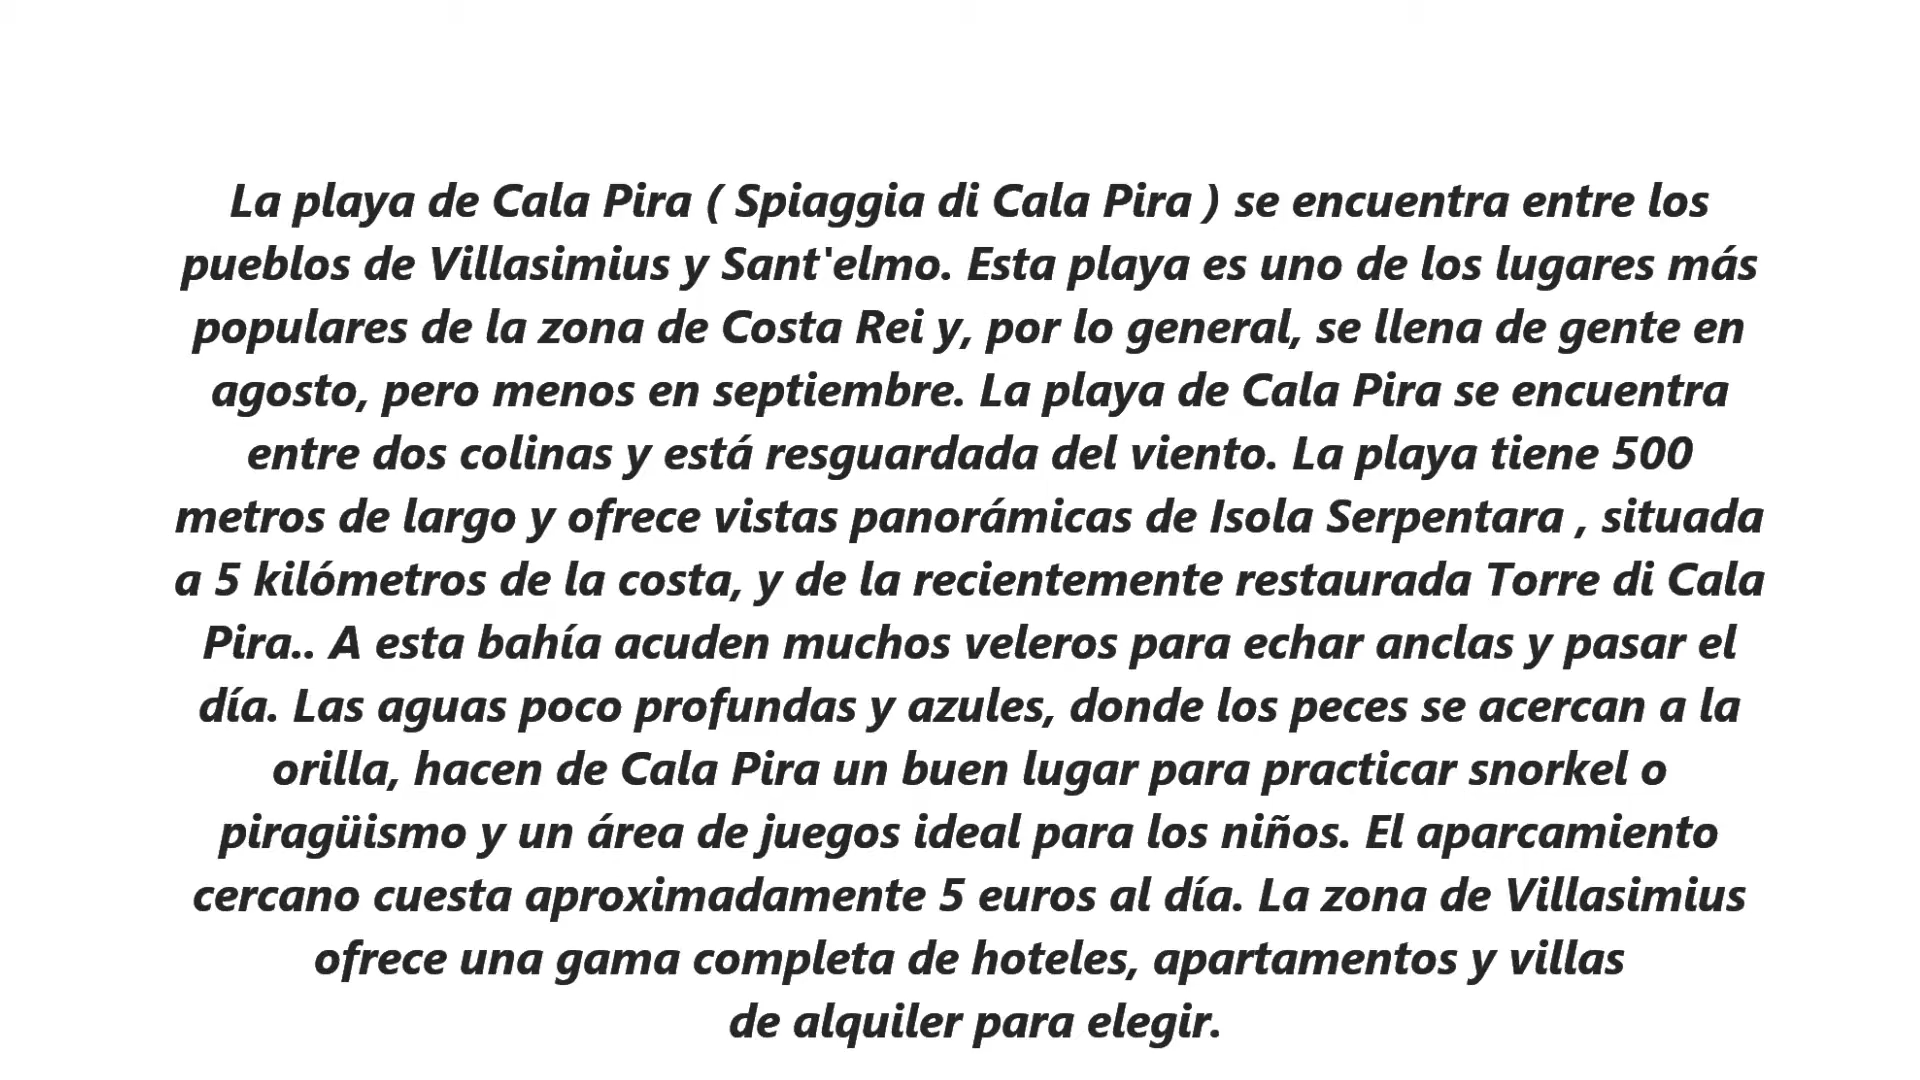 La playa de Cala Pira ( Spiaggia di Cala Pira ) se encuentra entre los
pueblos de Villasimius y Sant'elmo. Esta playa es uno de los lugares más
populares de la zona de Costa Rei y, por lo general, se llena de gente en
agosto, pero menos en septiembre. La playa de Cala Pira se encuentra
entre dos colinas y está resguardada del viento. La playa tiene 500
metros de largo y ofrece vistas panorámicas de Isola Serpentara , situada
a 5 kilómetros de la costa, y de la recientemente restaurada Torre di Cala
Pira.. A esta bahía acuden muchos veleros para echar anclas y pasar el
día. Las aguas poco profundas y azules, donde los peces se acercan a la
orilla, hacen de Cala Pira un buen lugar para practicar snorkel o
piragüismo y un área de juegos ideal para los niños. El aparcamiento
cercano cuesta aproximadamente 5 euros al día. La zona de Villasimius
ofrece una gama completa de hoteles, apartamentos y villas
de alquiler para elegir.